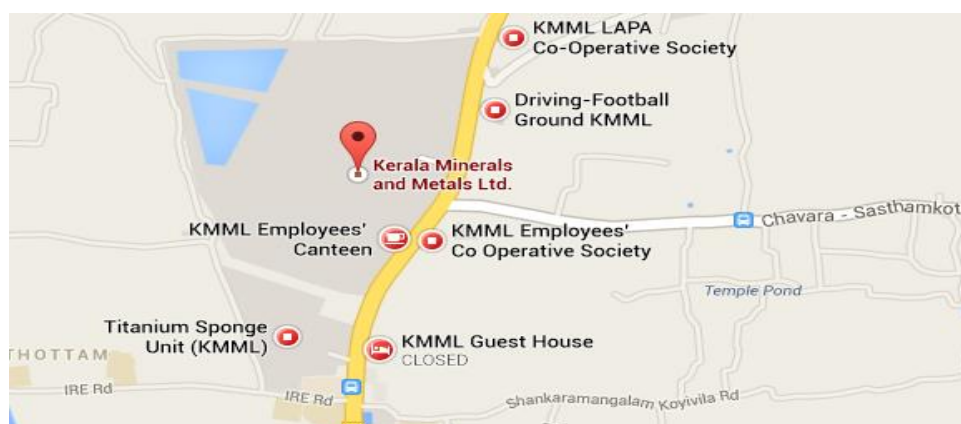 KMML LAPA
Co-Operative Society
Driving-Football
Ground KMML
Kerala Minerals
and Metals Ltd.
KMML Employees'
Canteen
KMML Employees'
Co Operative Society
Chavara - Sasthamkot
Temple Pond
Titanium Sponge
Unit (KMML)
KMML Guest House
CLOSED
THOTTAM
IRE Rd
IRE Rd
Shankaramangalam Koyivila Rd